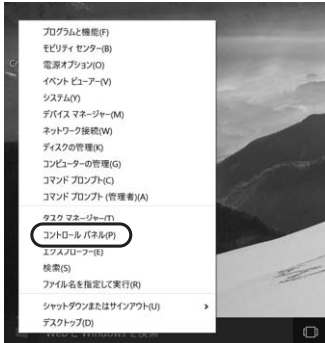 プログラムと機能(F)
モビリティ センター(B)
電源オプション(O)
イベント ビューアー(V)
システム(Y)
デバイス マネージャー(M)
ネットワーク接続(W)
ディスクの管理(K)
コンピューターの管理(G)
コマンド プロンプト(C)
コマンド プロンプト (管理者)(A)
タスク マネージャー(T)
コントロール パネル(P)
エクスプローラー(E)
検索(S)
ファイル名を指定して実行(R)
シャットダウンまたはサインアウト(U)
デスクトップ(D)
Web と Windows を検索